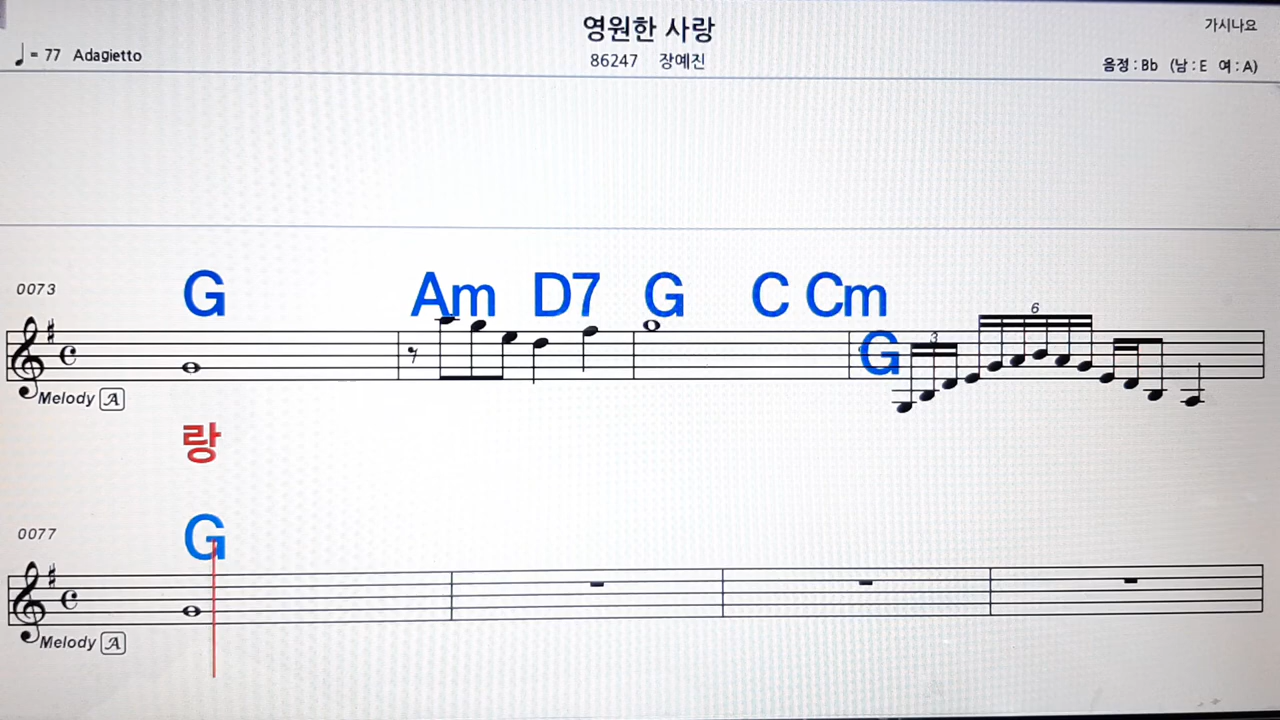 영원한 사랑
가시나요
♩= 77 Adagietto
86247 장예진
음정 : Bb (남 : E 여 : A)
0073
G Am D7 G C Cm
G
3
6
Melody A
랑
0077
G
Melody A